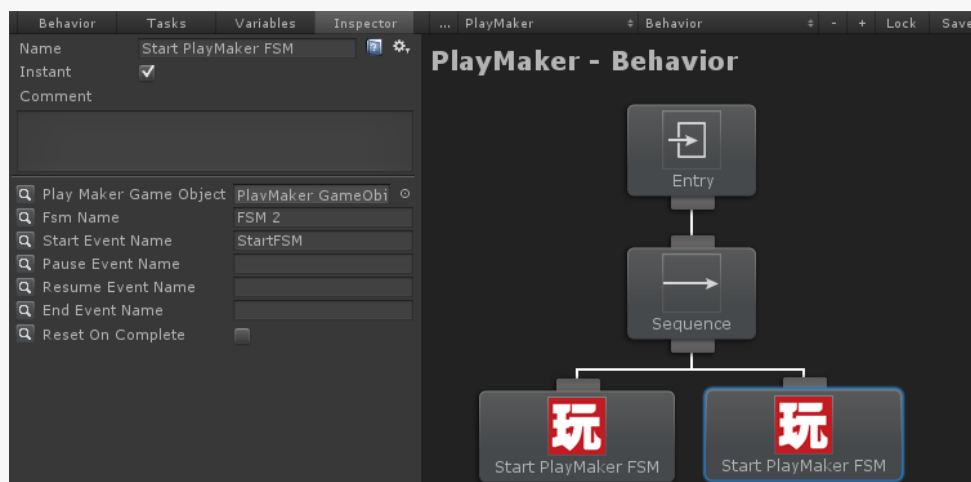 Behavior Tasks Variables Inspector ... PlayMaker Behavior - + Lock Save
Name Start PlayMaker FSM
Instant
Comment
Play Maker Game Object PlayMaker GameObj
Fsm Name FSM 2
Start Event Name StartFSM
Pause Event Name
Resume Event Name
End Event Name
Reset On Complete
PlayMaker - Behavior
Entry
Sequence
玩
Start PlayMaker FSM
玩
Start PlayMaker FSM